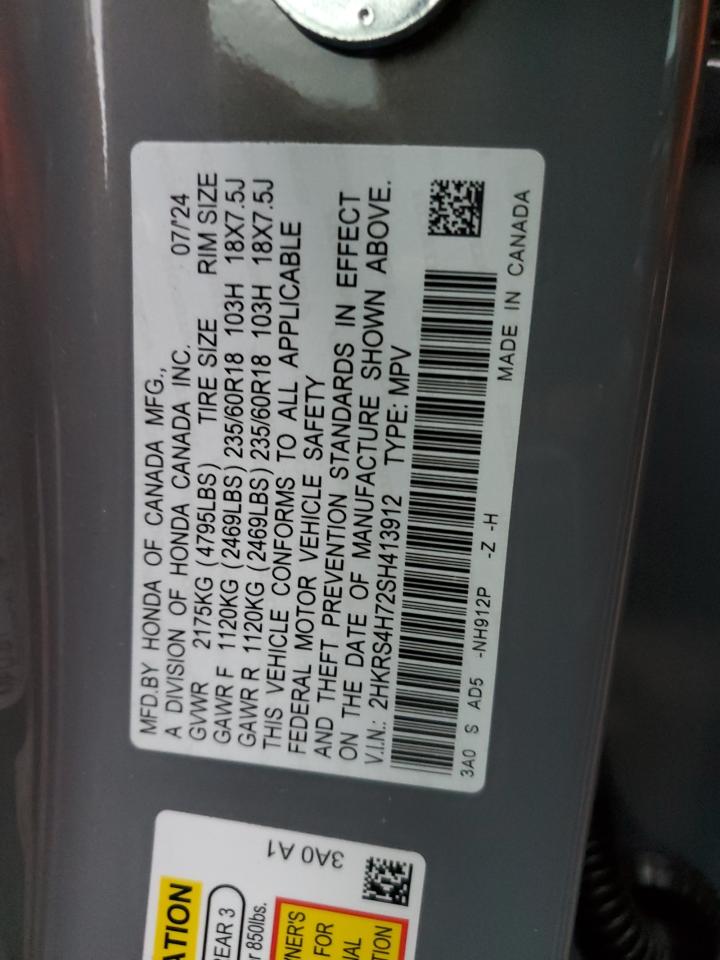 MFD.BY HONDA OF CANADA MFG.,
A DIVISION OF HONDA CANADA INC. 07/'24
GVWR 2175KG (4795LBS) TIRE SIZE RIM SIZE
GAWR F 1120KG (2469LBS) 235/60R18 103H 18X7.5J
GAWR R 1120KG (2469LBS) 235/60R18 103H 18X7.5J
THIS VEHICLE CONFORMS TO ALL APPLICABLE
FEDERAL MOTOR VEHICLE SAFETY
AND THEFT PREVENTION STANDARDS IN EFFECT
ON THE DATE OF MANUFACTURE SHOWN ABOVE.
V.I.N.: 2HKRS4H72SH413912 TYPE: MPV
3A0 S AD5 -NH912P -Z -H
MADE IN CANADA
ATION
EAR 3
r 850lbs.
NER'S
FOR
IAL
TION
3A0 A1